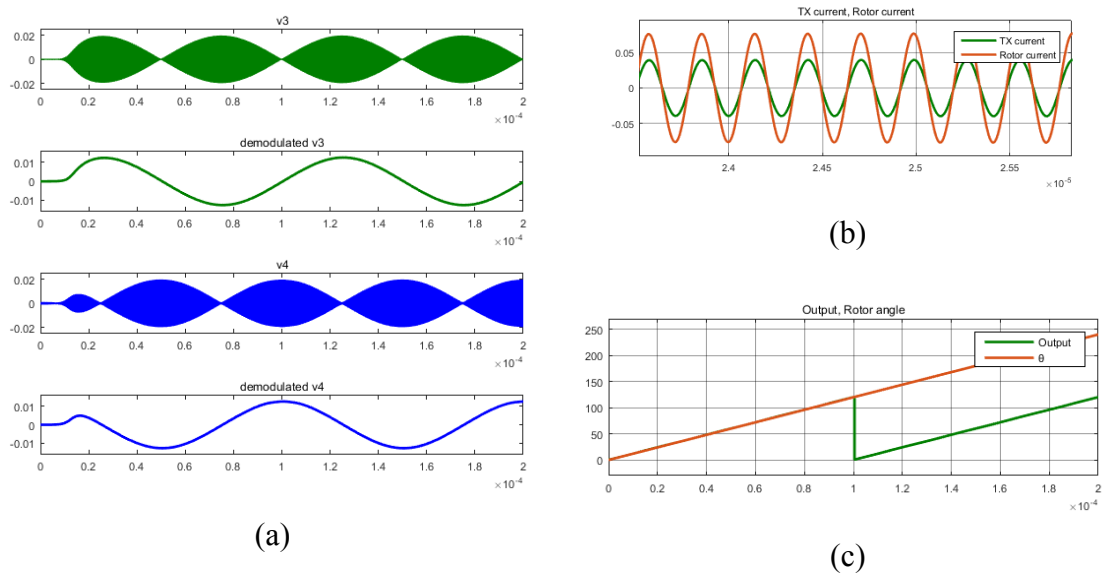 v3
0.02
0
-0.02
0 0.2 0.4 0.6 0.8 1 1.2 1.4 1.6 1.8 2
×10⁻⁴
demodulated v3
0.01
0
-0.01
0 0.2 0.4 0.6 0.8 1 1.2 1.4 1.6 1.8 2
×10⁻⁴
v4
0.02
0
-0.02
0 0.2 0.4 0.6 0.8 1 1.2 1.4 1.6 1.8 2
×10⁻⁴
demodulated v4
0.01
0
-0.01
0 0.2 0.4 0.6 0.8 1 1.2 1.4 1.6 1.8 2
×10⁻⁴
(a)
TX current, Rotor current
TX current
Rotor current
0.05
0
-0.05
2.4 2.45 2.5 2.55
×10⁻⁵
(b)
Output, Rotor angle
Output
θ
250
200
150
100
50
0
0 0.2 0.4 0.6 0.8 1 1.2 1.4 1.6 1.8 2
×10⁻⁴
(c)